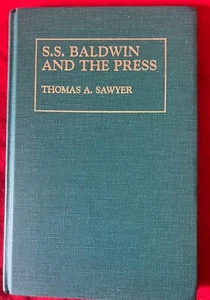 S.S. BALDWIN
AND THE PRESS
THOMAS A. SAWYER